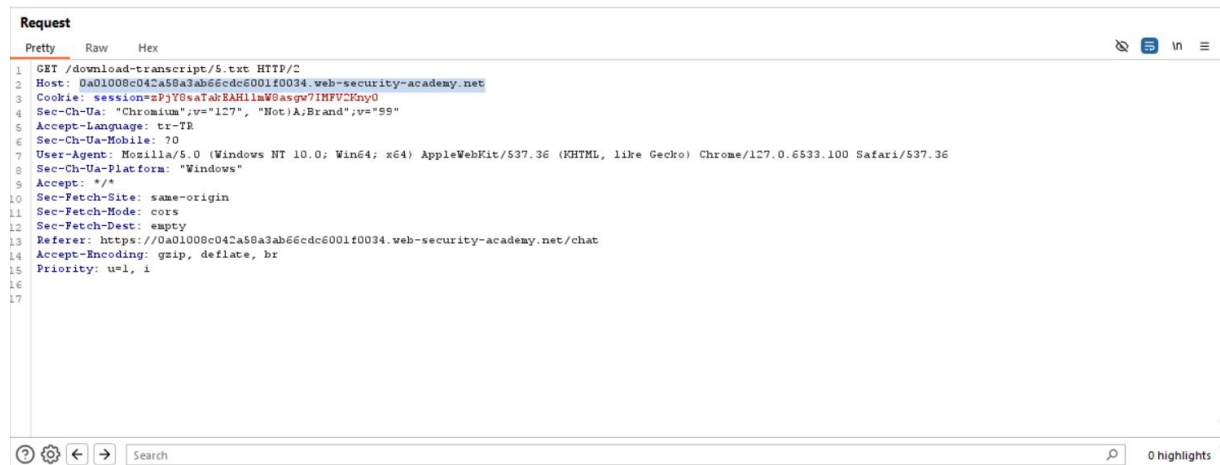 Request
Pretty Raw Hex
\n
1 GET /download-transcript/5.txt HTTP/2
2 Host: 0a01008c042a58a3ab66cdc6001f0034.web-security-academy.net
3 Cookie: session=zPjY8saTakEAH1lmW8asgw7IMFV2Kny0
4 Sec-Ch-Ua: "Chromium";v="127", "Not)A;Brand";v="99"
5 Accept-Language: tr-TR
6 Sec-Ch-Ua-Mobile: ?0
7 User-Agent: Mozilla/5.0 (Windows NT 10.0; Win64; x64) AppleWebKit/537.36 (KHTML, like Gecko) Chrome/127.0.6533.100 Safari/537.36
8 Sec-Ch-Ua-Platform: "Windows"
9 Accept: */*
10 Sec-Fetch-Site: same-origin
11 Sec-Fetch-Mode: cors
12 Sec-Fetch-Dest: empty
13 Referer: https://0a01008c042a58a3ab66cdc6001f0034.web-security-academy.net/chat
14 Accept-Encoding: gzip, deflate, br
15 Priority: u=1, i
16
17
Search
0 highlights